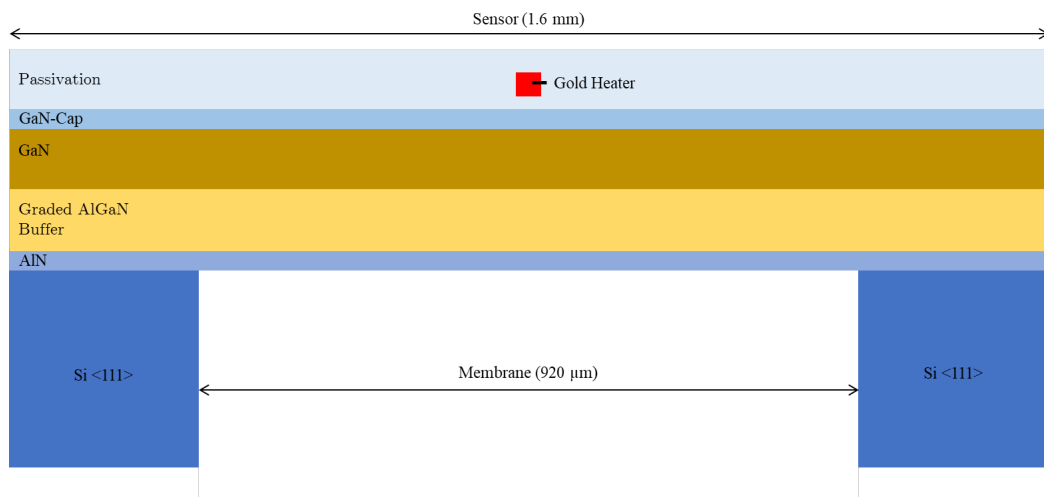 Sensor (1.6 mm)
Passivation
Gold Heater
GaN-Cap
GaN
Graded AlGaN
Buffer
AlN
Si <111>
Membrane (920 µm)
Si <111>